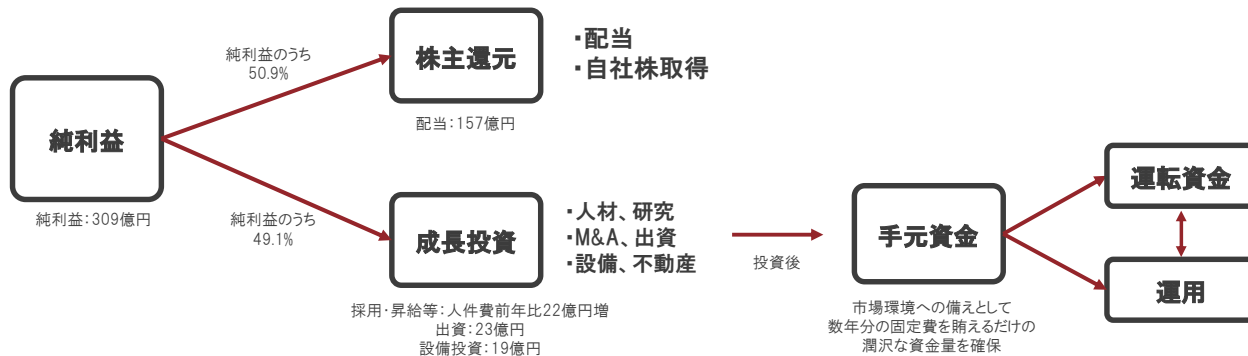 純利益
純利益:309億円
純利益のうち
50.9%
株主還元
・配当
・自社株取得
配当:157億円
純利益のうち
49.1%
成長投資
・人材、研究
・M&A、出資
・設備、不動産
採用・昇給等:人件費前年比22億円増
出資:23億円
設備投資:19億円
投資後
手元資金
市場環境への備えとして
数年分の固定費を賄えるだけの
潤沢な資金量を確保
運転資金
運用